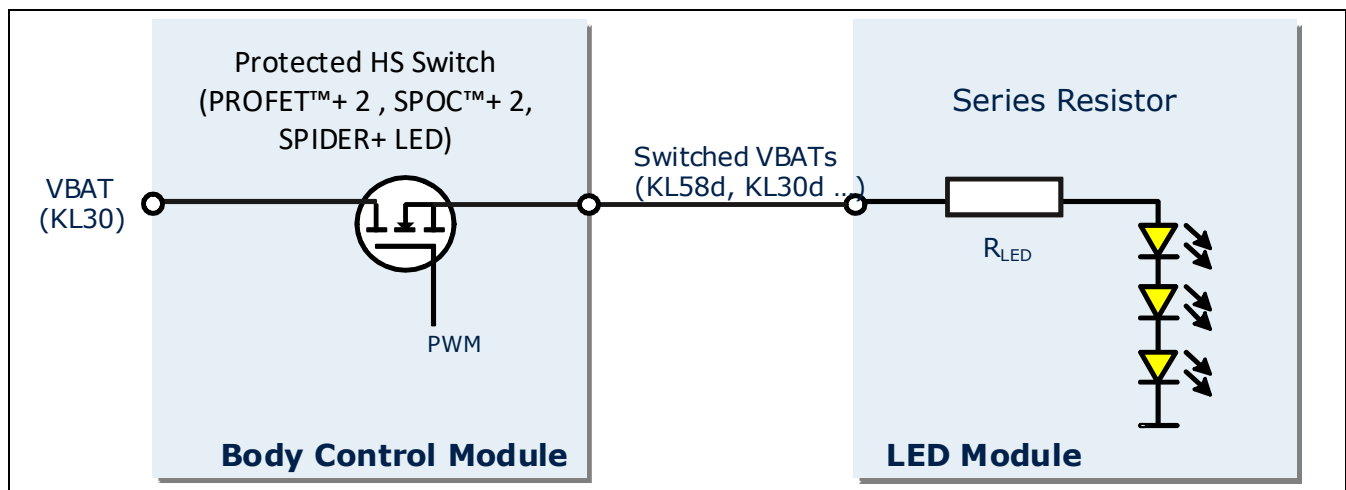 Protected HS Switch
(PROFET™+ 2 , SPOC™+ 2,
SPIDER+ LED)
VBAT
(KL30)
PWM
Body Control Module
Switched VBATs
(KL58d, KL30d …)
Series Resistor
RLED
LED Module